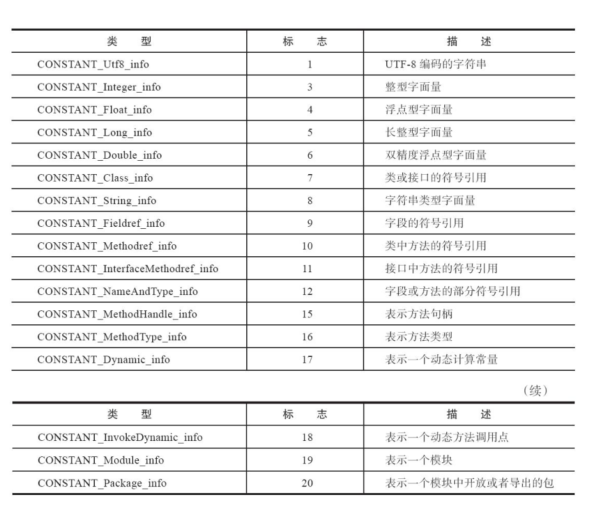 类 型 标 志 描 述
CONSTANT_Utf8_info 1 UTF-8 编码的字符串
CONSTANT_Integer_info 3 整型字面量
CONSTANT_Float_info 4 浮点型字面量
CONSTANT_Long_info 5 长整型字面量
CONSTANT_Double_info 6 双精度浮点型字面量
CONSTANT_Class_info 7 类或接口的符号引用
CONSTANT_String_info 8 字符串类型字面量
CONSTANT_Fieldref_info 9 字段的符号引用
CONSTANT_Methodref_info 10 类中方法的符号引用
CONSTANT_InterfaceMethodref_info 11 接口中方法的符号引用
CONSTANT_NameAndType_info 12 字段或方法的部分符号引用
CONSTANT_MethodHandle_info 15 表示方法句柄
CONSTANT_MethodType_info 16 表示方法类型
CONSTANT_Dynamic_info 17 表示一个动态计算常量
（续）
类 型 标 志 描 述
CONSTANT_InvokeDynamic_info 18 表示一个动态方法调用点
CONSTANT_Module_info 19 表示一个模块
CONSTANT_Package_info 20 表示一个模块中开放或者导出的包